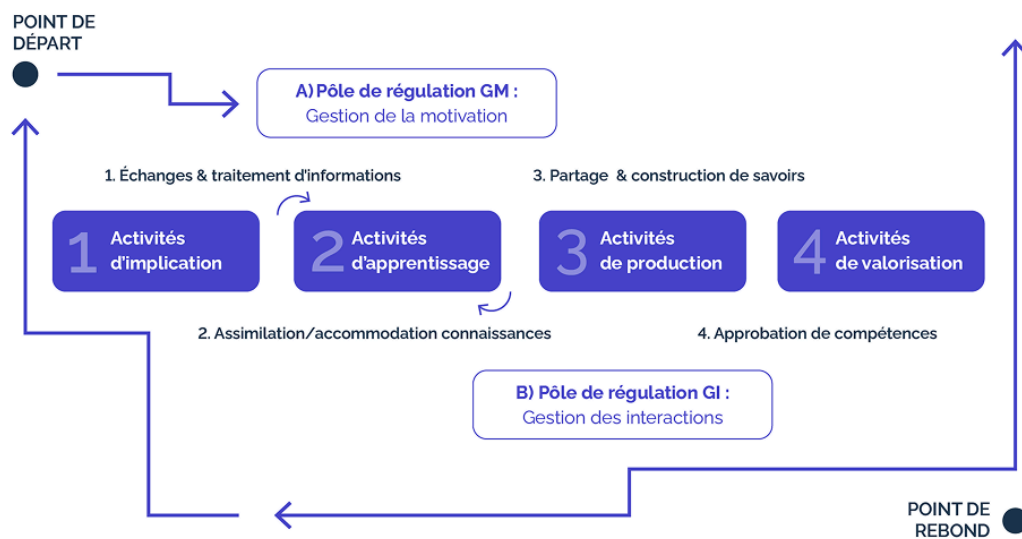 POINT DE
DÉPART
A) Pôle de régulation GM :
Gestion de la motivation
1. Échanges & traitement d'informations
3. Partage & construction de savoirs
1 Activités
d'implication
2 Activités
d'apprentissage
3 Activités
de production
4 Activités
de valorisation
2. Assimilation/accommodation connaissances
4. Approbation de compétences
B) Pôle de régulation GI :
Gestion des interactions
POINT DE
REBOND